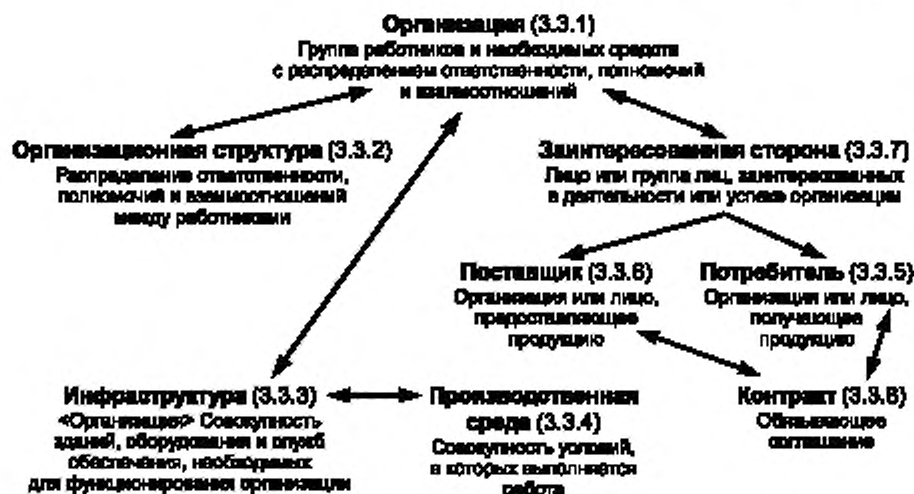 Организация (3.3.1)
Группа работников и необходимых средств
с распределением ответственности, полномочий
и взаимоотношений
Организационная структура (3.3.2)
Распределение ответственности,
полномочий и взаимоотношений
между работниками
Заинтересованная сторона (3.3.7)
Лицо или группа лиц, заинтересованных
в деятельности или успехе организации
Поставщик (3.3.6)
Организация или лицо,
предоставляющее
продукцию
Потребитель (3.3.5)
Организация или лицо,
получающее
продукцию
Инфраструктура (3.3.3)
«Организация» Совокупность
зданий, оборудования и служб
обеспечения, необходимых
для функционирования организации
Производственная
среда (3.3.4)
Совокупность условий,
в которых выполняется
работа
Контракт (3.3.8)
Обязывающее
соглашение